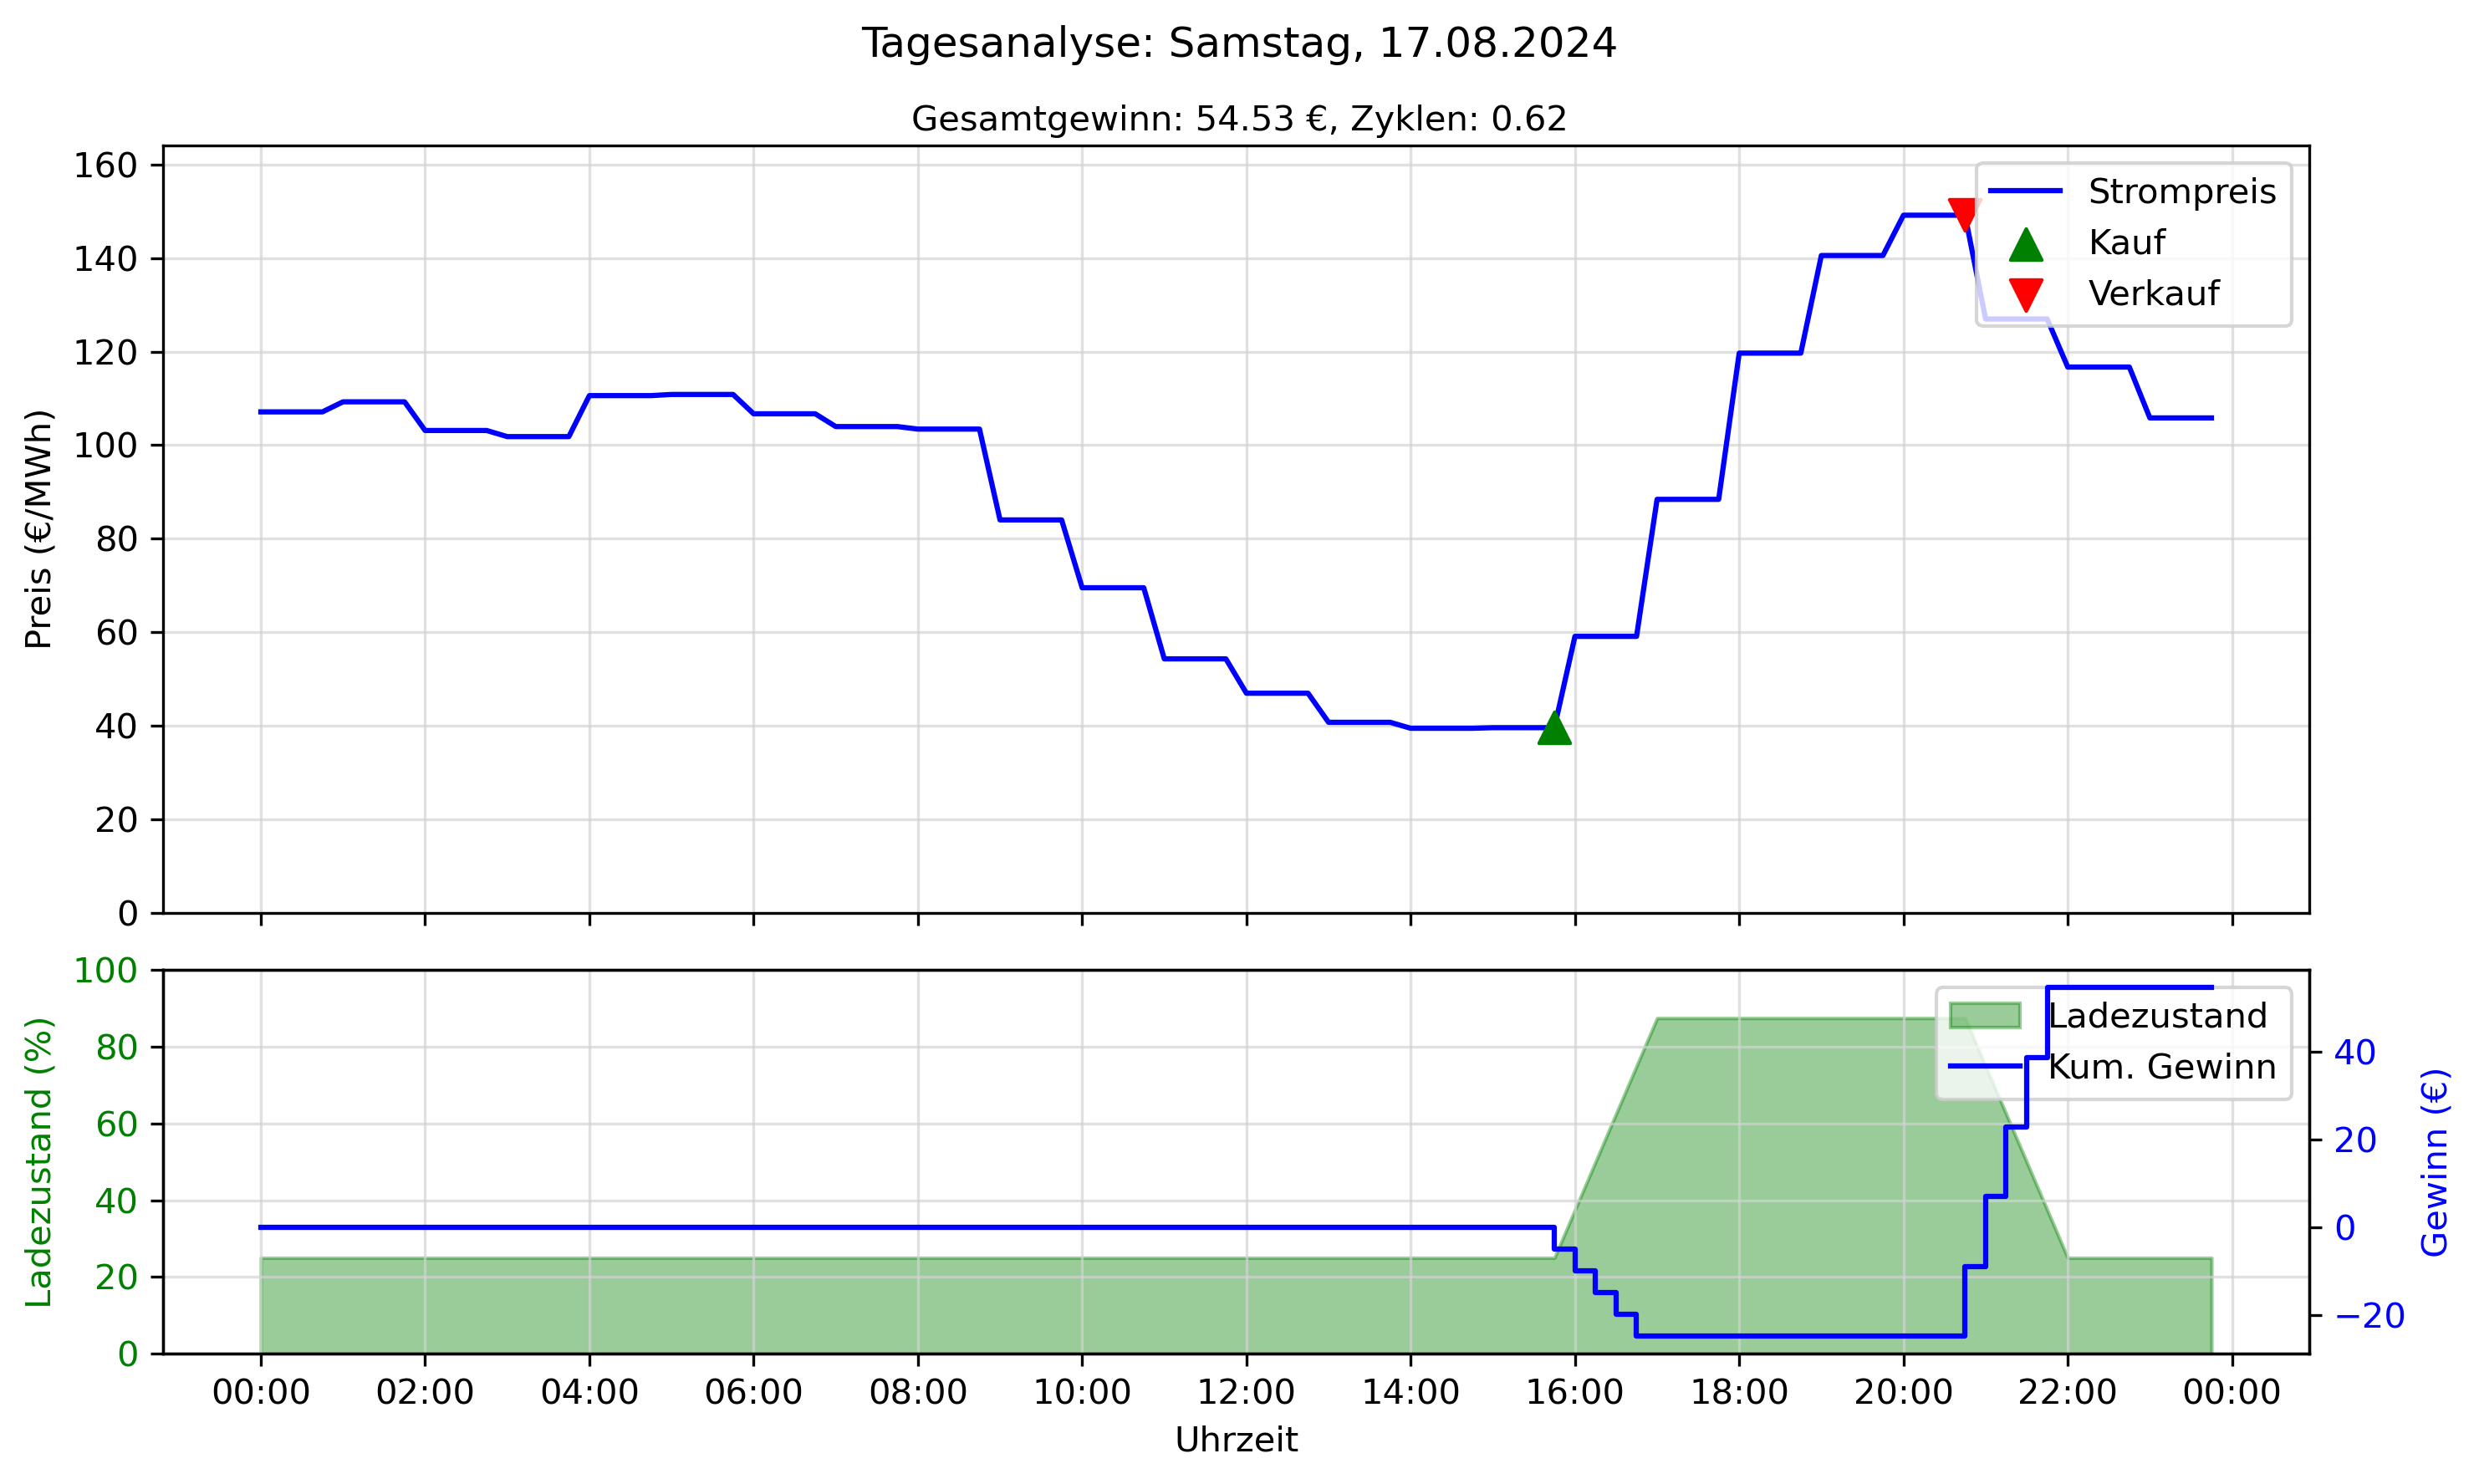 Tagesanalyse: Samstag, 17.08.2024
Gesamtgewinn: 54.53 €, Zyklen: 0.62
Preis (€/MWh)
160
140
120
100
80
60
40
20
0
Strompreis
Kauf
Verkauf
Ladezustand (%)
100
80
60
40
20
0
Ladezustand
Kum. Gewinn
40
20
0
−20
Gewinn (€)
00:00 02:00 04:00 06:00 08:00 10:00 12:00 14:00 16:00 18:00 20:00 22:00 00:00
Uhrzeit